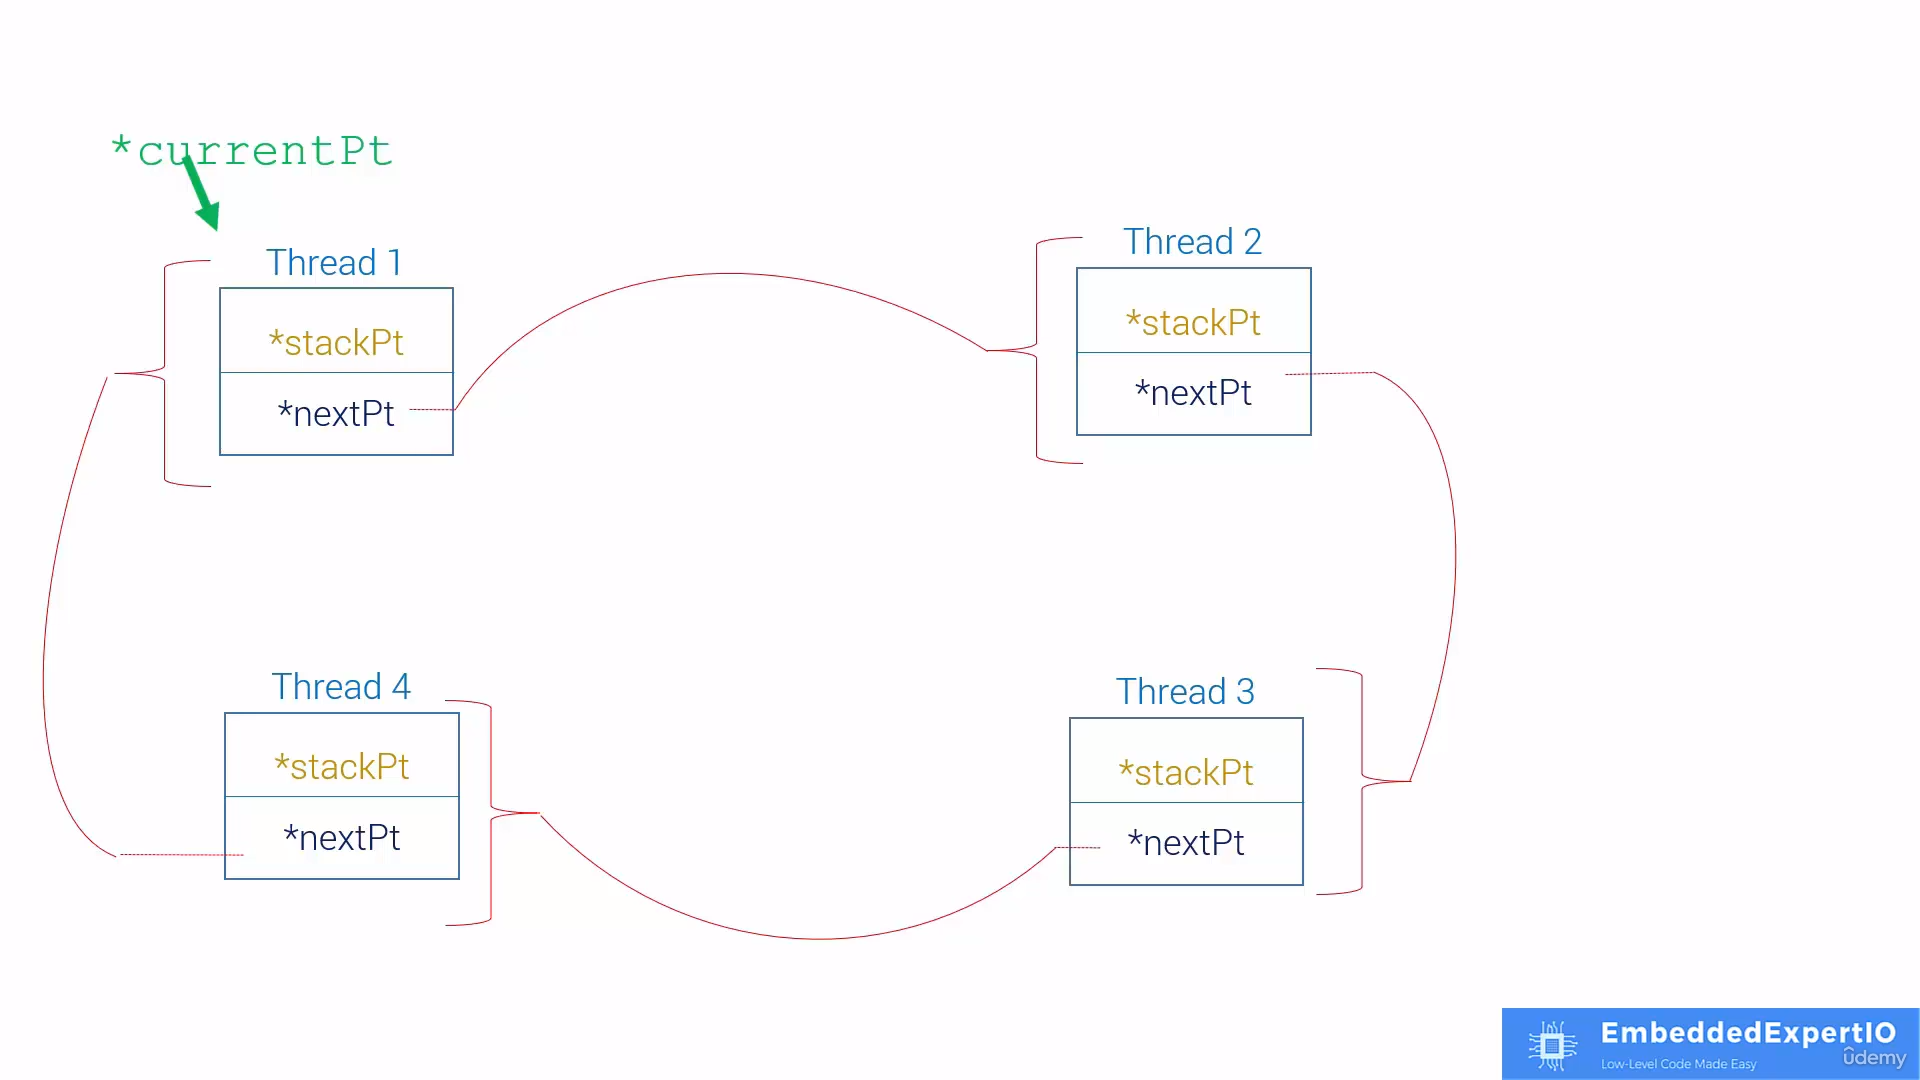 *currentPt
Thread 1
*stackPt
*nextPt
Thread 2
*stackPt
*nextPt
Thread 4
*stackPt
*nextPt
Thread 3
*stackPt
*nextPt
EmbeddedExpertIO
Low-Level Code Made Easy
ûdemy